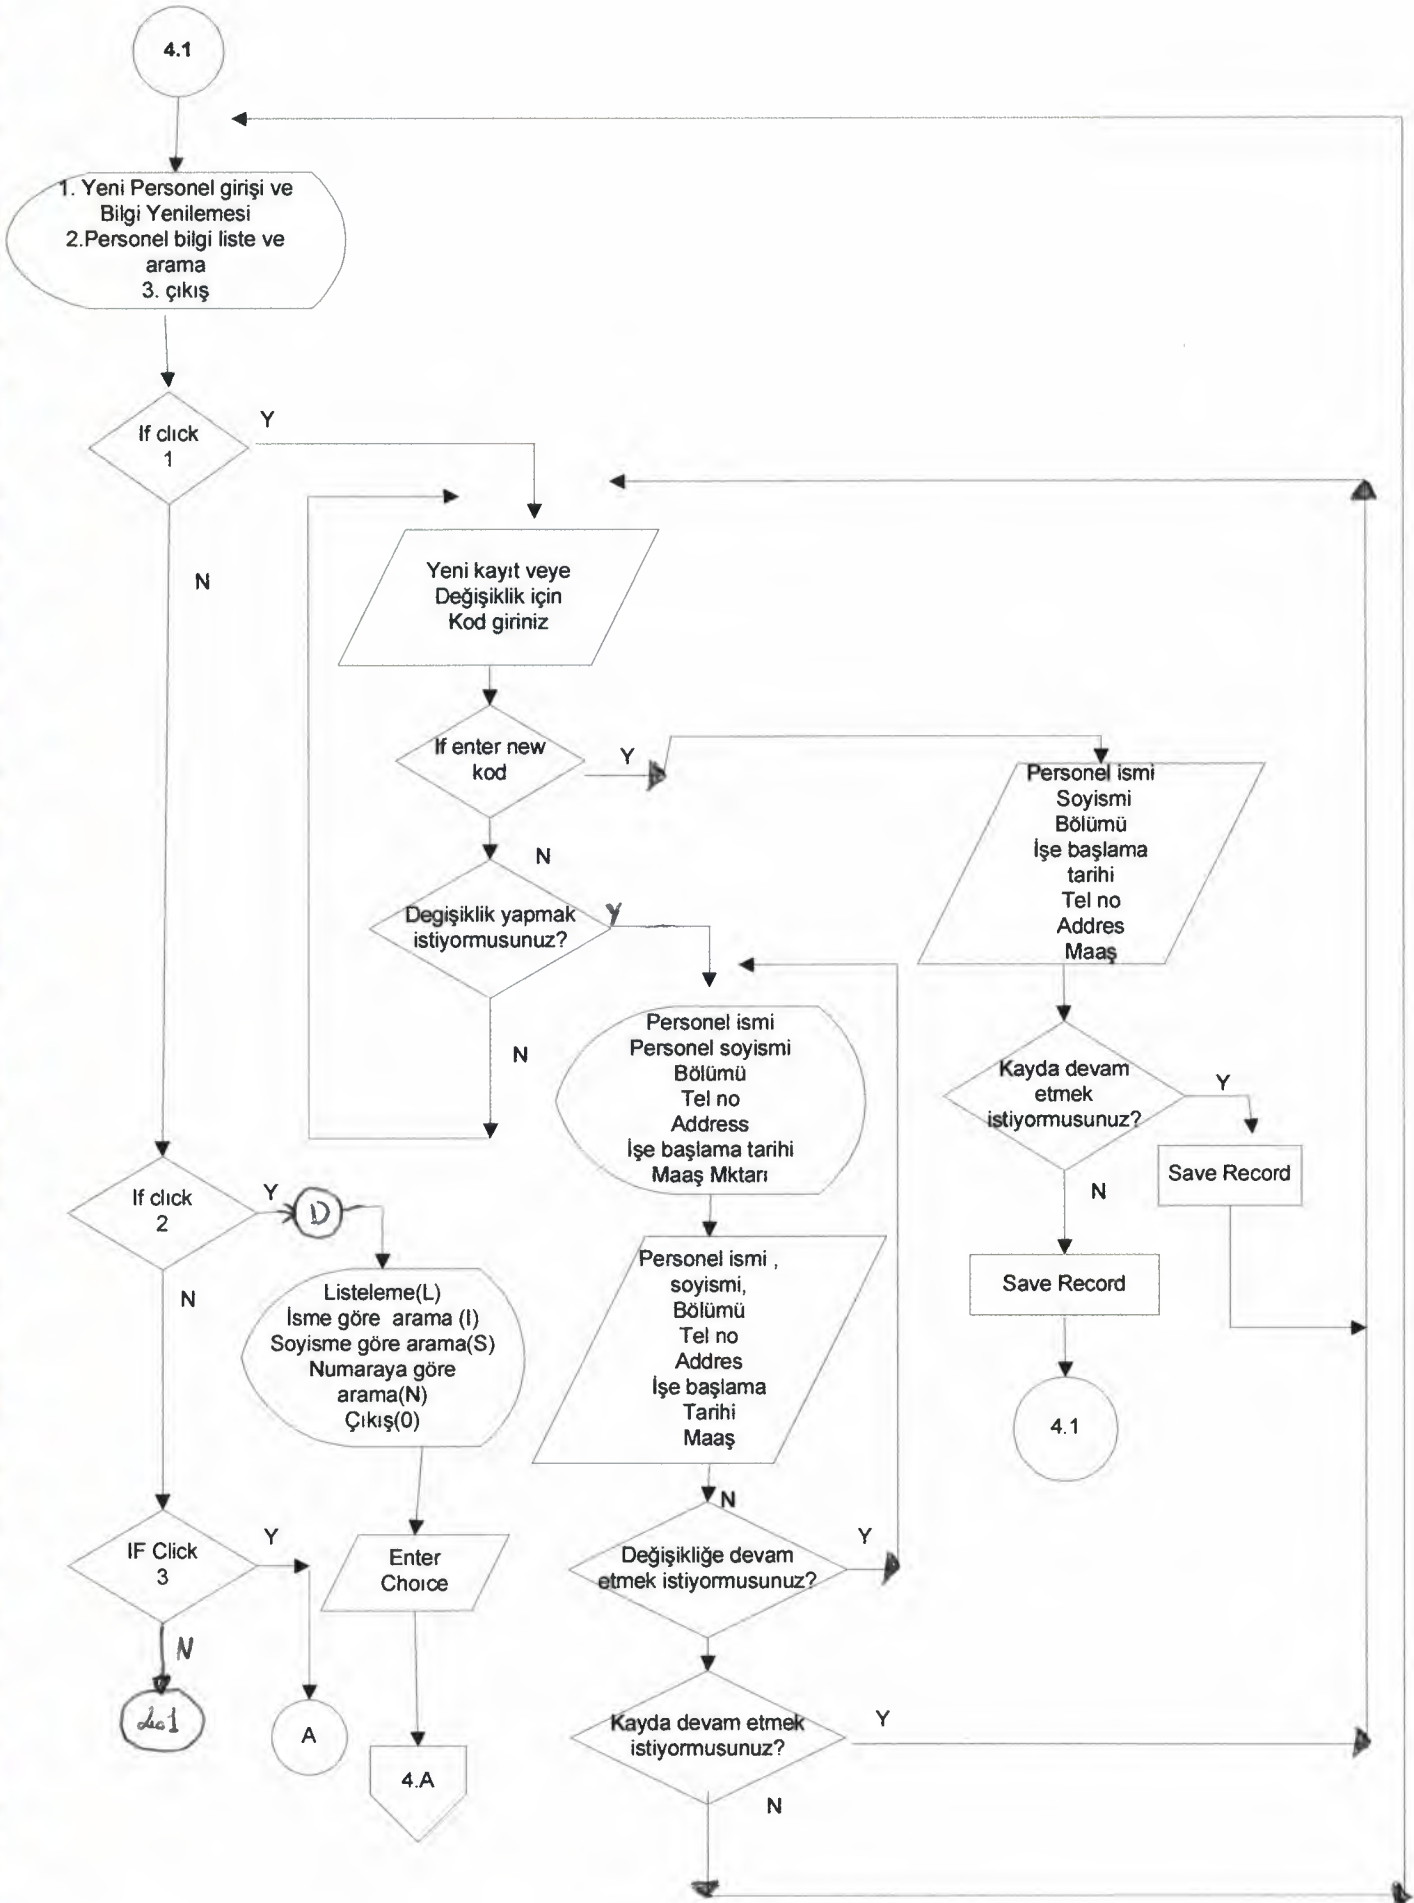 4.1
1. Yeni Personel girişi ve
Bilgi Yenilemesi
2.Personel bilgi liste ve
arama
3. çıkış
If click
1
Y
N
Yeni kayıt veye
Değişiklik için
Kod giriniz
If enter new
kod
Y
N
Personel ismi
Soyismi
Bölümü
İşe başlama
tarihi
Tel no
Addres
Maaş
Degişiklik yapmak
istiyormusunuz?
Y
N
Personel ismi
Personel soyismi
Bölümü
Tel no
Address
İşe başlama tarihi
Maaş Mktarı
Kayda devam
etmek
istiyormusunuz?
Y
N
Save Record
Save Record
4.1
If click
2
Y
D
N
Listeleme(L)
İsme göre arama (I)
Soyisme göre arama(S)
Numaraya göre
arama(N)
Çıkış(0)
Personel ismi ,
soyismi,
Bölümü
Tel no
Addres
İşe başlama
Tarihi
Maaş
N
IF Click
3
Y
N
A
Enter
Choice
4.A
Değişikliğe devam
etmek istiyormusunuz?
Y
Kayda devam etmek
istiyormusunuz?
Y
N